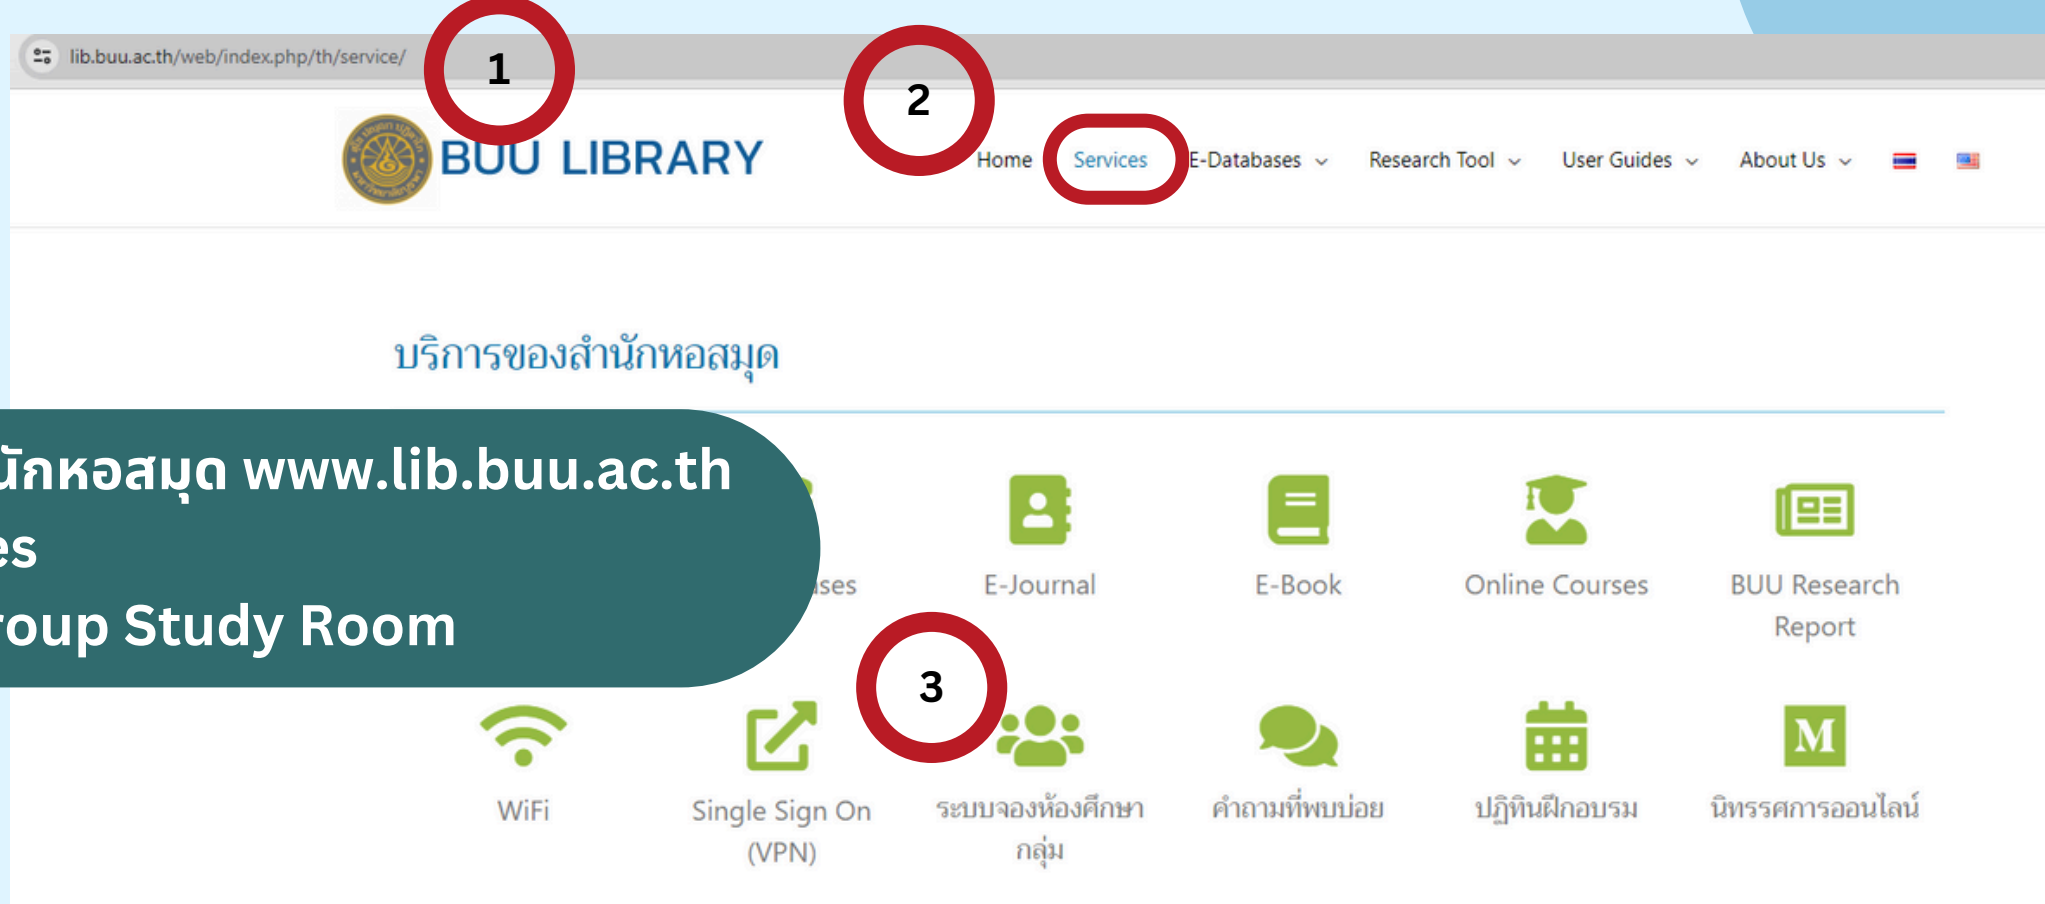 lib.buu.ac.th/web/index.php/th/service/
1
2
BUU LIBRARY
Home
Services
E-Databases
Research Tool
User Guides
About Us
บริการของสำนักหอสมุด
นักหอสมุด www.lib.buu.ac.th
es
roup Study Room
ses
E-Journal
E-Book
Online Courses
BUU Research
Report
3
WiFi
Single Sign On
(VPN)
ระบบจองห้องศึกษา
กลุ่ม
คำถามที่พบบ่อย
ปฏิทินฝึกอบรม
M
นิทรรศการออนไลน์